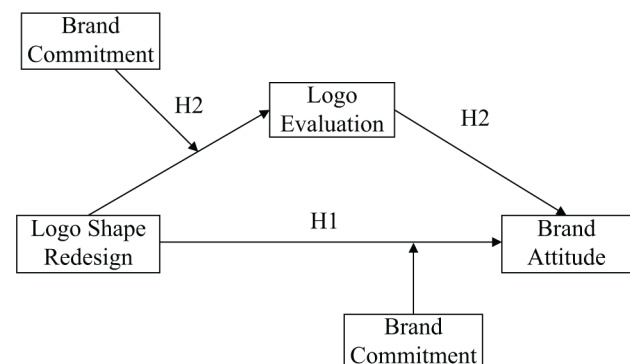 Brand
Commitment
H2
Logo
Evaluation
H2
Logo Shape
Redesign
H1
Brand
Attitude
Brand
Commitment